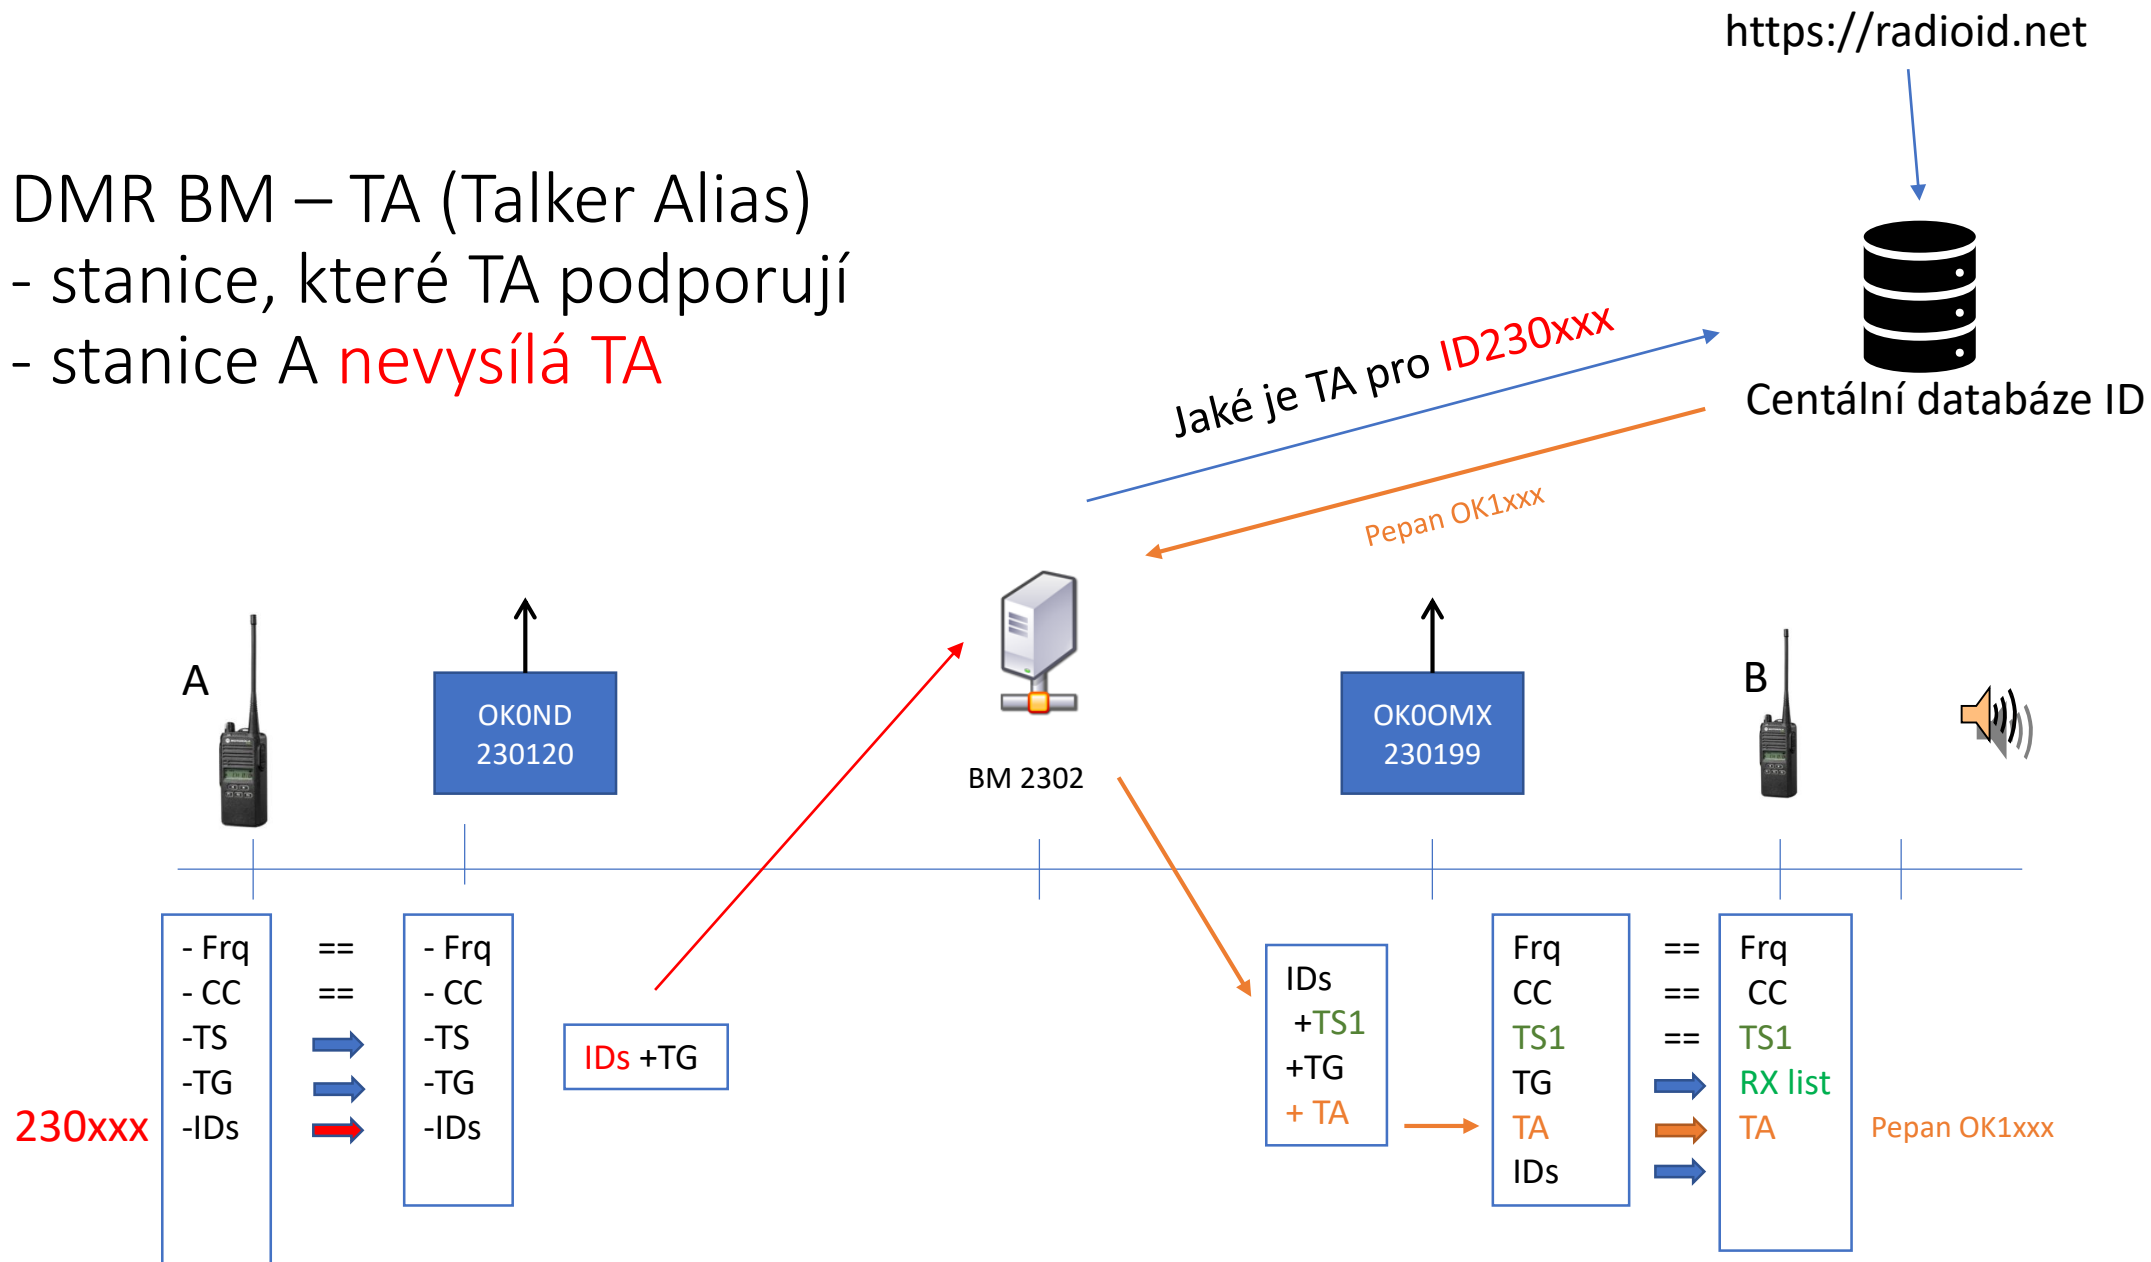 https://radioid.net
DMR BM – TA (Talker Alias)
- stanice, které TA podporují
- stanice A nevysílá TA
Jaké je TA pro ID230xxx
Centální databáze ID
Pepan OK1xxx
A
OK0ND
230120
BM 2302
OK0OMX
230199
B
230xxx
- Frq
- CC
-TS
-TG
-IDs
==
==
- Frq
- CC
-TS
-TG
-IDs
IDs +TG
IDs
+TS1
+TG
+ TA
Frq
CC
TS1
TG
TA
IDs
==
==
==
Frq
CC
TS1
RX list
TA
Pepan OK1xxx